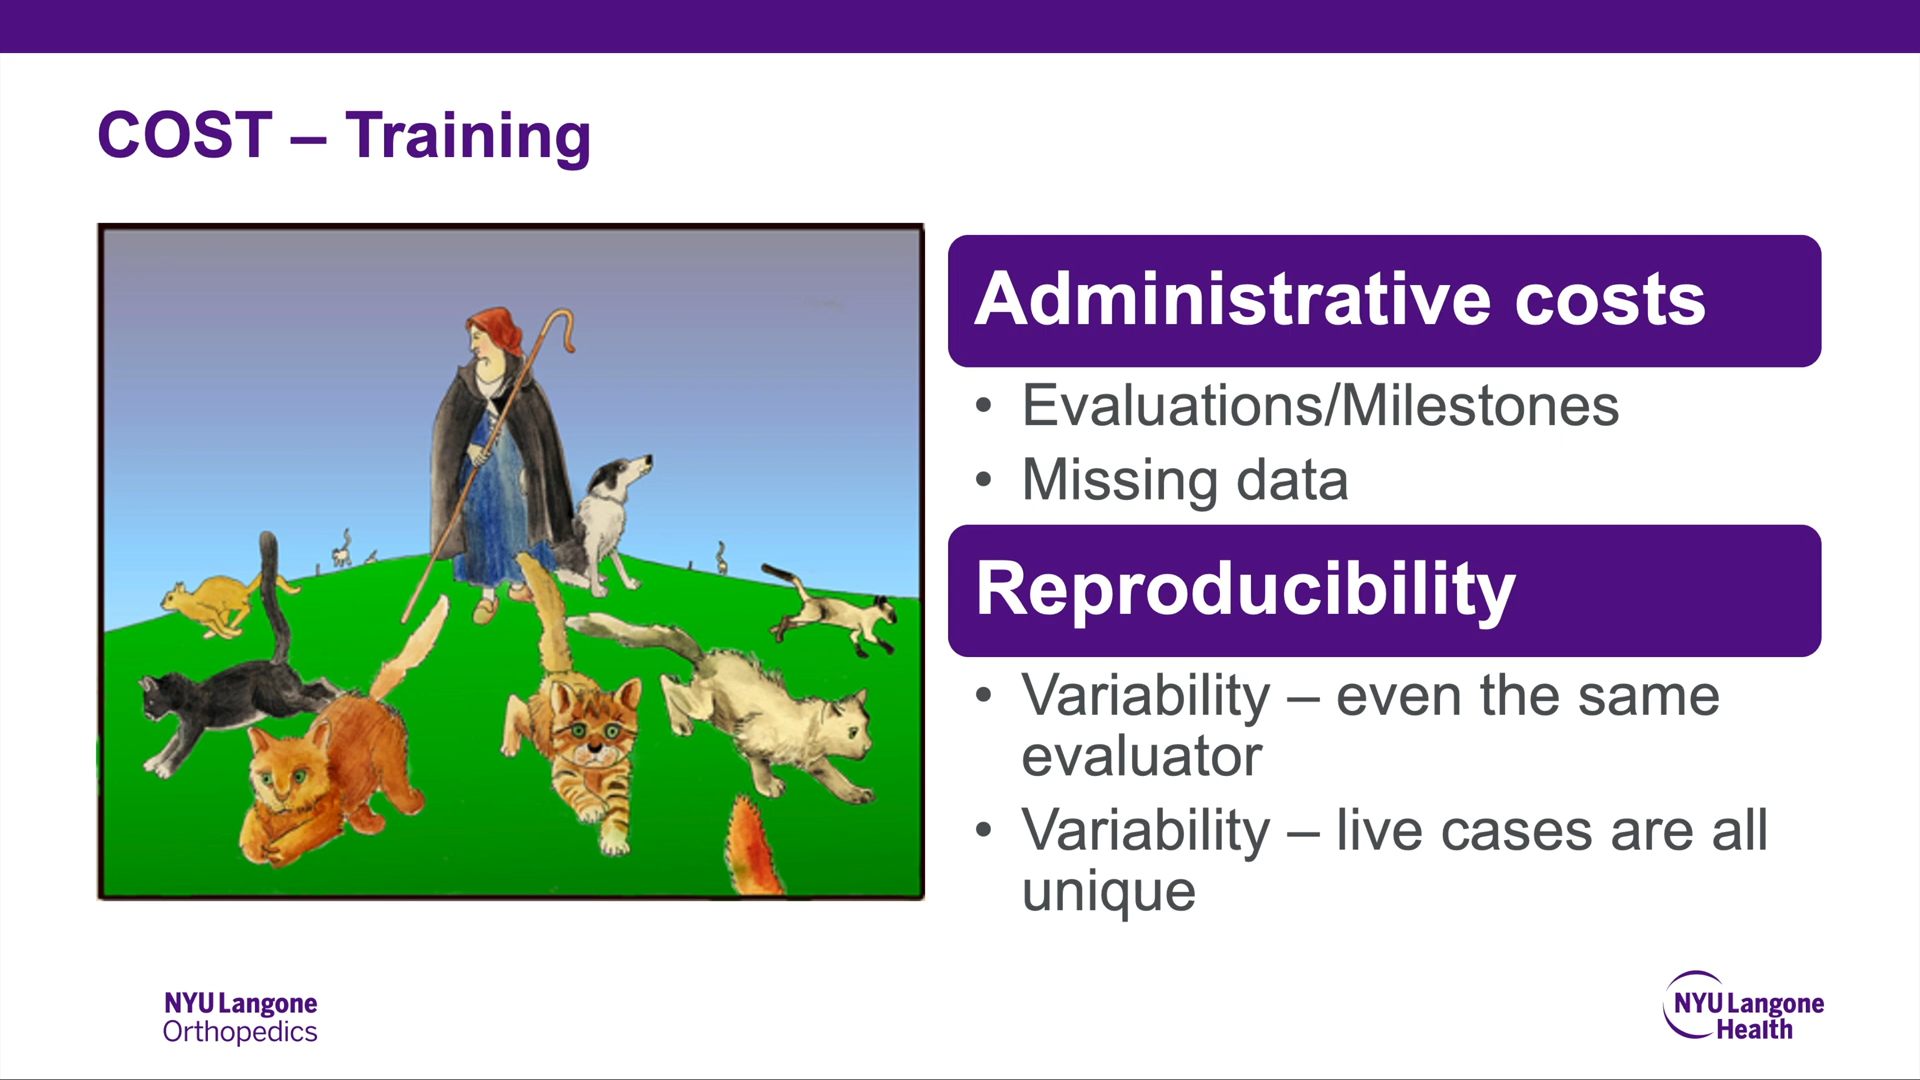 COST – Training
Administrative costs
• Evaluations/Milestones
• Missing data
Reproducibility
• Variability – even the same
evaluator
• Variability – live cases are all
unique
NYU Langone
Orthopedics
NYU Langone
Health